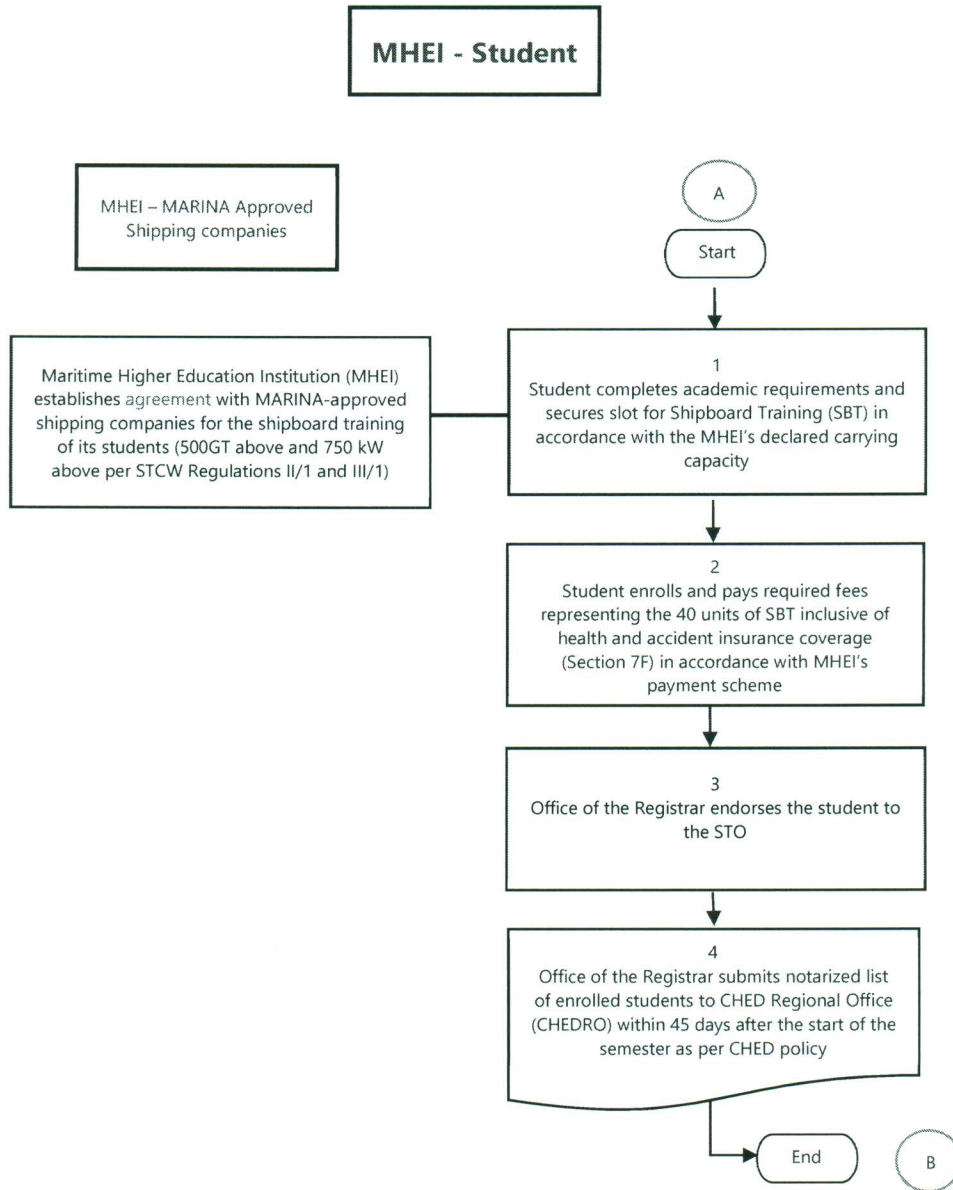 MHEI - Student
MHEI – MARINA Approved
Shipping companies
A
Start
Maritime Higher Education Institution (MHEI)
establishes agreement with MARINA-approved
shipping companies for the shipboard training
of its students (500GT above and 750 kW
above per STCW Regulations II/1 and III/1)
1
Student completes academic requirements and
secures slot for Shipboard Training (SBT) in
accordance with the MHEI's declared carrying
capacity
2
Student enrolls and pays required fees
representing the 40 units of SBT inclusive of
health and accident insurance coverage
(Section 7F) in accordance with MHEI's
payment scheme
3
Office of the Registrar endorses the student to
the STO
4
Office of the Registrar submits notarized list
of enrolled students to CHED Regional Office
(CHEDRO) within 45 days after the start of the
semester as per CHED policy
End
B